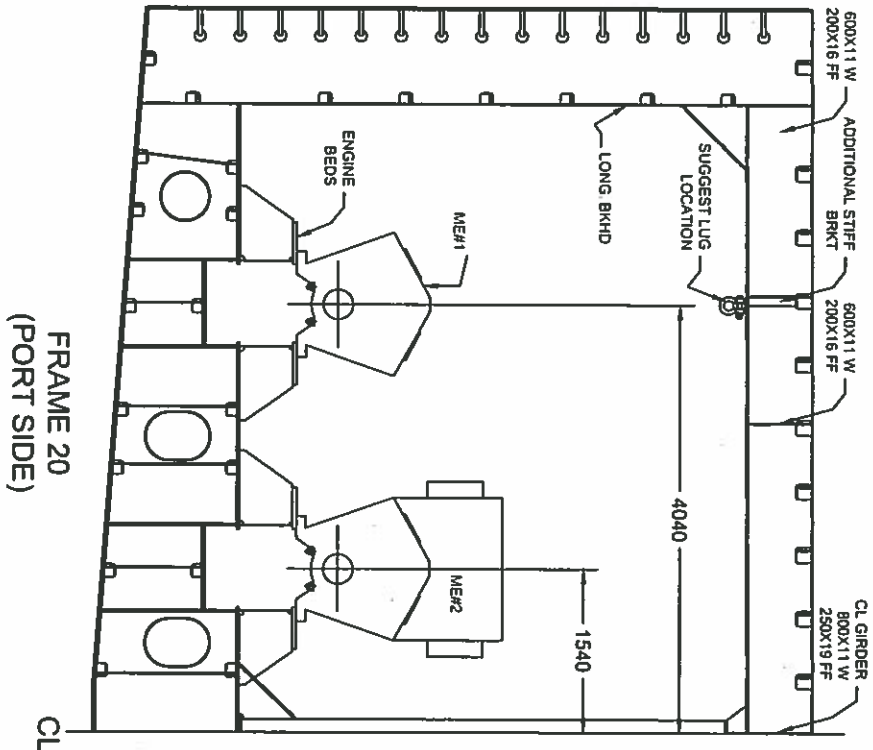 600X11 W
200X16 FF
ADDITIONAL STIFF
BRKT
600X11 W
200X16 FF
CL GIRDER
800X11 W
250X19 FF
SUGGEST LUG
LOCATION
LONG. BKHD
ENGINE
BEDS
ME#1
4040
ME#2
1540
FRAME 20
(PORT SIDE)
CL